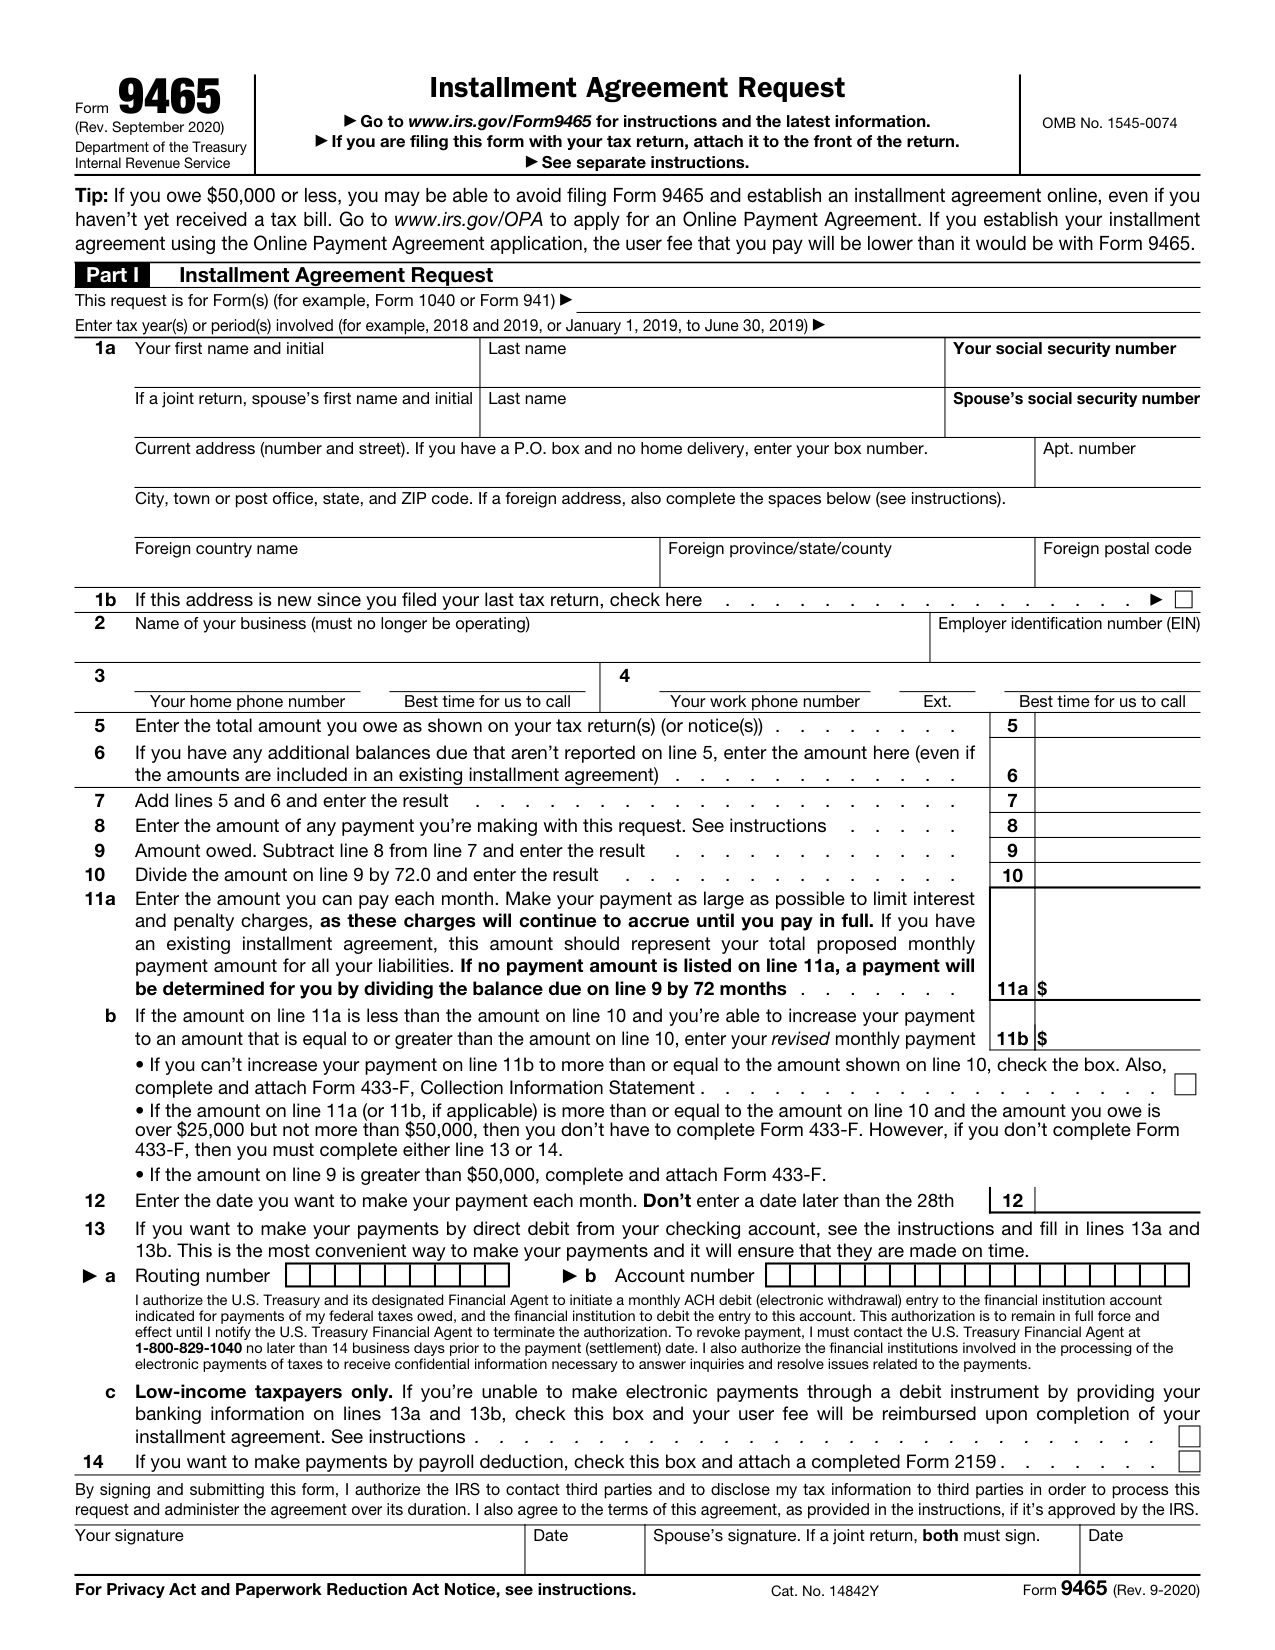 Form 9465
(Rev. September 2020)
Department of the Treasury
Internal Revenue Service
Installment Agreement Request
▶ Go to www.irs.gov/Form9465 for instructions and the latest information.
▶ If you are filing this form with your tax return, attach it to the front of the return.
▶ See separate instructions.
OMB No. 1545-0074
Tip: If you owe $50,000 or less, you may be able to avoid filing Form 9465 and establish an installment agreement online, even if you
haven't yet received a tax bill. Go to www.irs.gov/OPA to apply for an Online Payment Agreement. If you establish your installment
agreement using the Online Payment Agreement application, the user fee that you pay will be lower than it would be with Form 9465.
Part I Installment Agreement Request
This request is for Form(s) (for example, Form 1040 or Form 941) ▶
Enter tax year(s) or period(s) involved (for example, 2018 and 2019, or January 1, 2019, to June 30, 2019) ▶
1a Your first name and initial Last name Your social security number
If a joint return, spouse's first name and initial Last name Spouse's social security number
Current address (number and street). If you have a P.O. box and no home delivery, enter your box number. Apt. number
City, town or post office, state, and ZIP code. If a foreign address, also complete the spaces below (see instructions).
Foreign country name Foreign province/state/county Foreign postal code
1b If this address is new since you filed your last tax return, check here . . . . . . . . . . . . . . . . . ▶
2 Name of your business (must no longer be operating) Employer identification number (EIN)
3 4
Your home phone number Best time for us to call Your work phone number Ext. Best time for us to call
5 Enter the total amount you owe as shown on your tax return(s) (or notice(s)) . . . . . . . . 5
6 If you have any additional balances due that aren't reported on line 5, enter the amount here (even if
the amounts are included in an existing installment agreement) . . . . . . . . . . . . 6
7 Add lines 5 and 6 and enter the result . . . . . . . . . . . . . . . . . . . . 7
8 Enter the amount of any payment you're making with this request. See instructions . . . . . 8
9 Amount owed. Subtract line 8 from line 7 and enter the result . . . . . . . . . . . . 9
10 Divide the amount on line 9 by 72.0 and enter the result . . . . . . . . . . . . . . 10
11a Enter the amount you can pay each month. Make your payment as large as possible to limit interest
and penalty charges, as these charges will continue to accrue until you pay in full. If you have
an existing installment agreement, this amount should represent your total proposed monthly
payment amount for all your liabilities. If no payment amount is listed on line 11a, a payment will
be determined for you by dividing the balance due on line 9 by 72 months . . . . . . . 11a $
b If the amount on line 11a is less than the amount on line 10 and you're able to increase your payment
to an amount that is equal to or greater than the amount on line 10, enter your revised monthly payment 11b $
• If you can't increase your payment on line 11b to more than or equal to the amount shown on line 10, check the box. Also,
complete and attach Form 433-F, Collection Information Statement . . . . . . . . . . . . . . . . . . .
• If the amount on line 11a (or 11b, if applicable) is more than or equal to the amount on line 10 and the amount you owe is
over $25,000 but not more than $50,000, then you don't have to complete Form 433-F. However, if you don't complete Form
433-F, then you must complete either line 13 or 14.
• If the amount on line 9 is greater than $50,000, complete and attach Form 433-F.
12 Enter the date you want to make your payment each month. Don't enter a date later than the 28th 12
13 If you want to make your payments by direct debit from your checking account, see the instructions and fill in lines 13a and
13b. This is the most convenient way to make your payments and it will ensure that they are made on time.
▶ a Routing number ▶ b Account number
I authorize the U.S. Treasury and its designated Financial Agent to initiate a monthly ACH debit (electronic withdrawal) entry to the financial institution account
indicated for payments of my federal taxes owed, and the financial institution to debit the entry to this account. This authorization is to remain in full force and
effect until I notify the U.S. Treasury Financial Agent to terminate the authorization. To revoke payment, I must contact the U.S. Treasury Financial Agent at
1-800-829-1040 no later than 14 business days prior to the payment (settlement) date. I also authorize the financial institutions involved in the processing of the
electronic payments of taxes to receive confidential information necessary to answer inquiries and resolve issues related to the payments.
c Low-income taxpayers only. If you're unable to make electronic payments through a debit instrument by providing your
banking information on lines 13a and 13b, check this box and your user fee will be reimbursed upon completion of your
installment agreement. See instructions . . . . . . . . . . . . . . . . . . . . . . . . . . . .
14 If you want to make payments by payroll deduction, check this box and attach a completed Form 2159 . . . . . . .
By signing and submitting this form, I authorize the IRS to contact third parties and to disclose my tax information to third parties in order to process this
request and administer the agreement over its duration. I also agree to the terms of this agreement, as provided in the instructions, if it's approved by the IRS.
Your signature Date Spouse's signature. If a joint return, both must sign. Date
For Privacy Act and Paperwork Reduction Act Notice, see instructions. Cat. No. 14842Y Form 9465 (Rev. 9-2020)